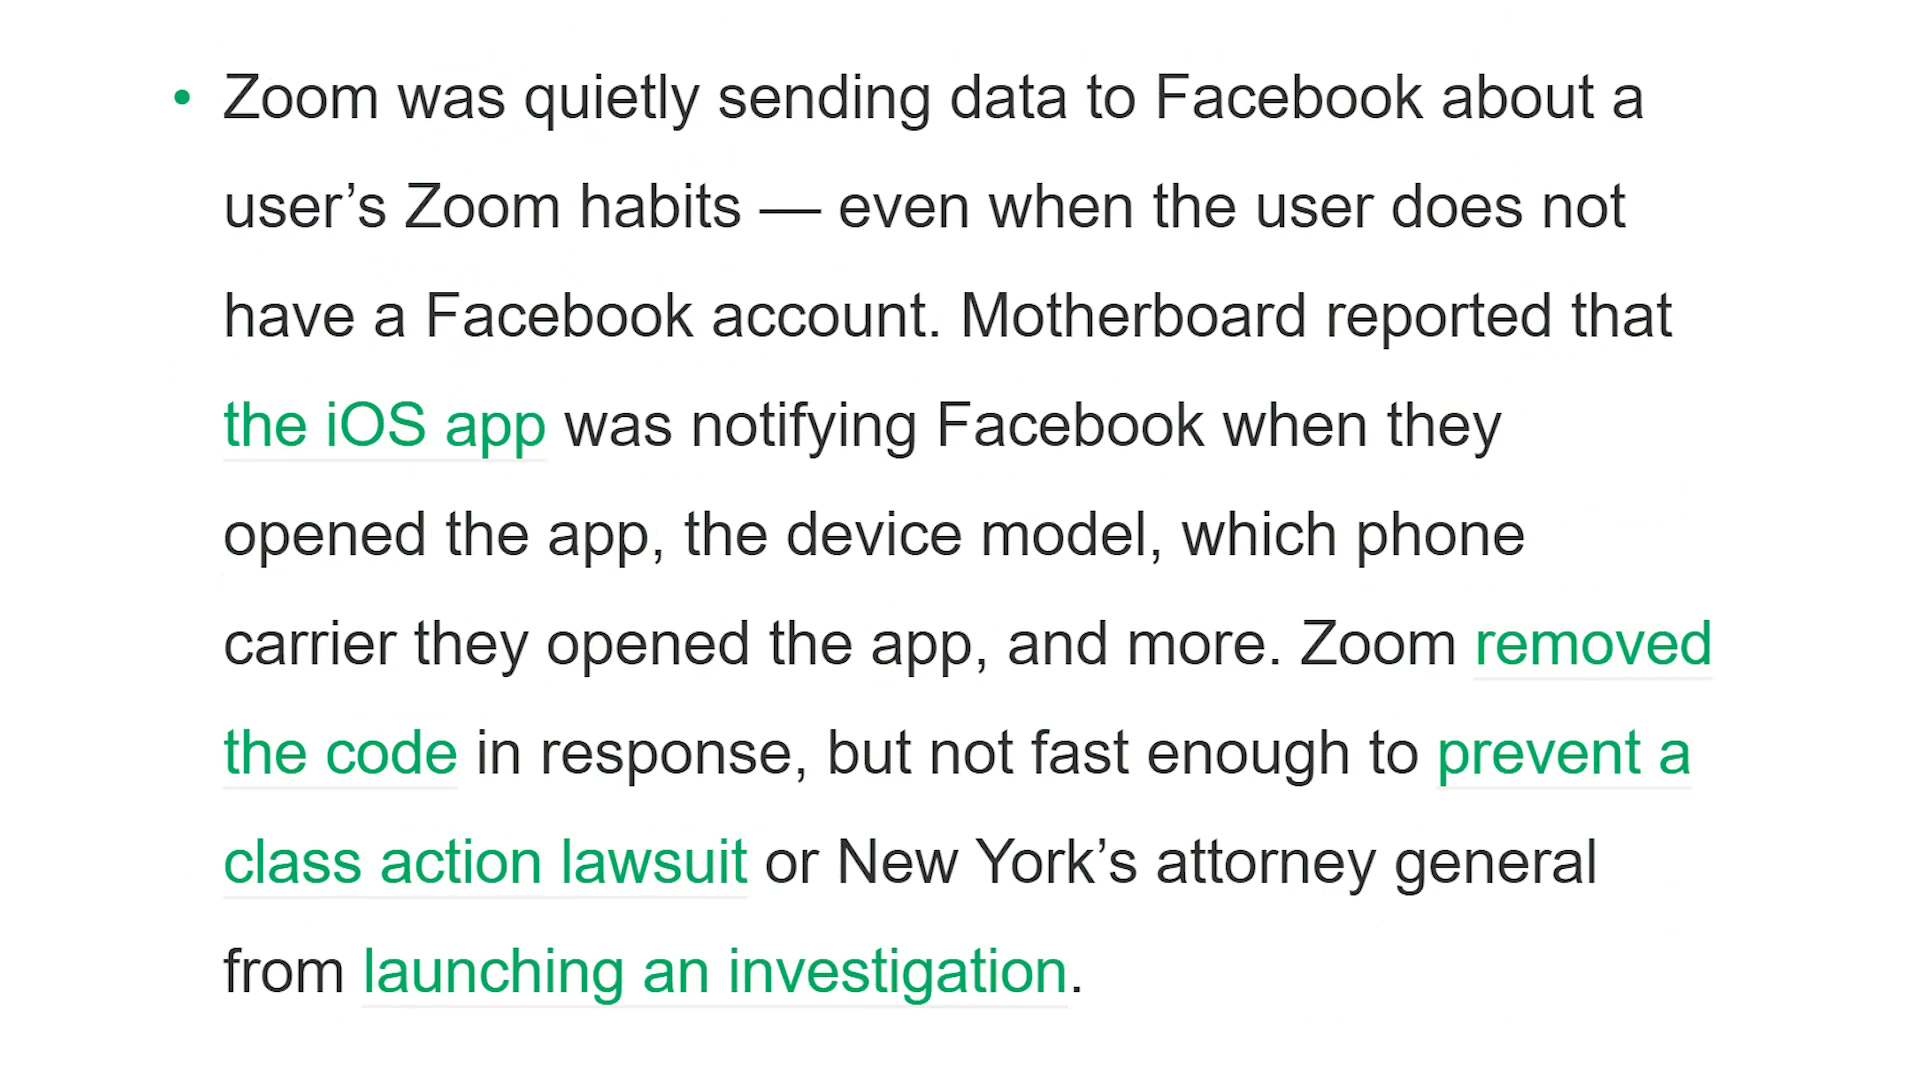 • Zoom was quietly sending data to Facebook about a
user’s Zoom habits — even when the user does not
have a Facebook account. Motherboard reported that
the iOS app was notifying Facebook when they
opened the app, the device model, which phone
carrier they opened the app, and more. Zoom removed
the code in response, but not fast enough to prevent a
class action lawsuit or New York’s attorney general
from launching an investigation.